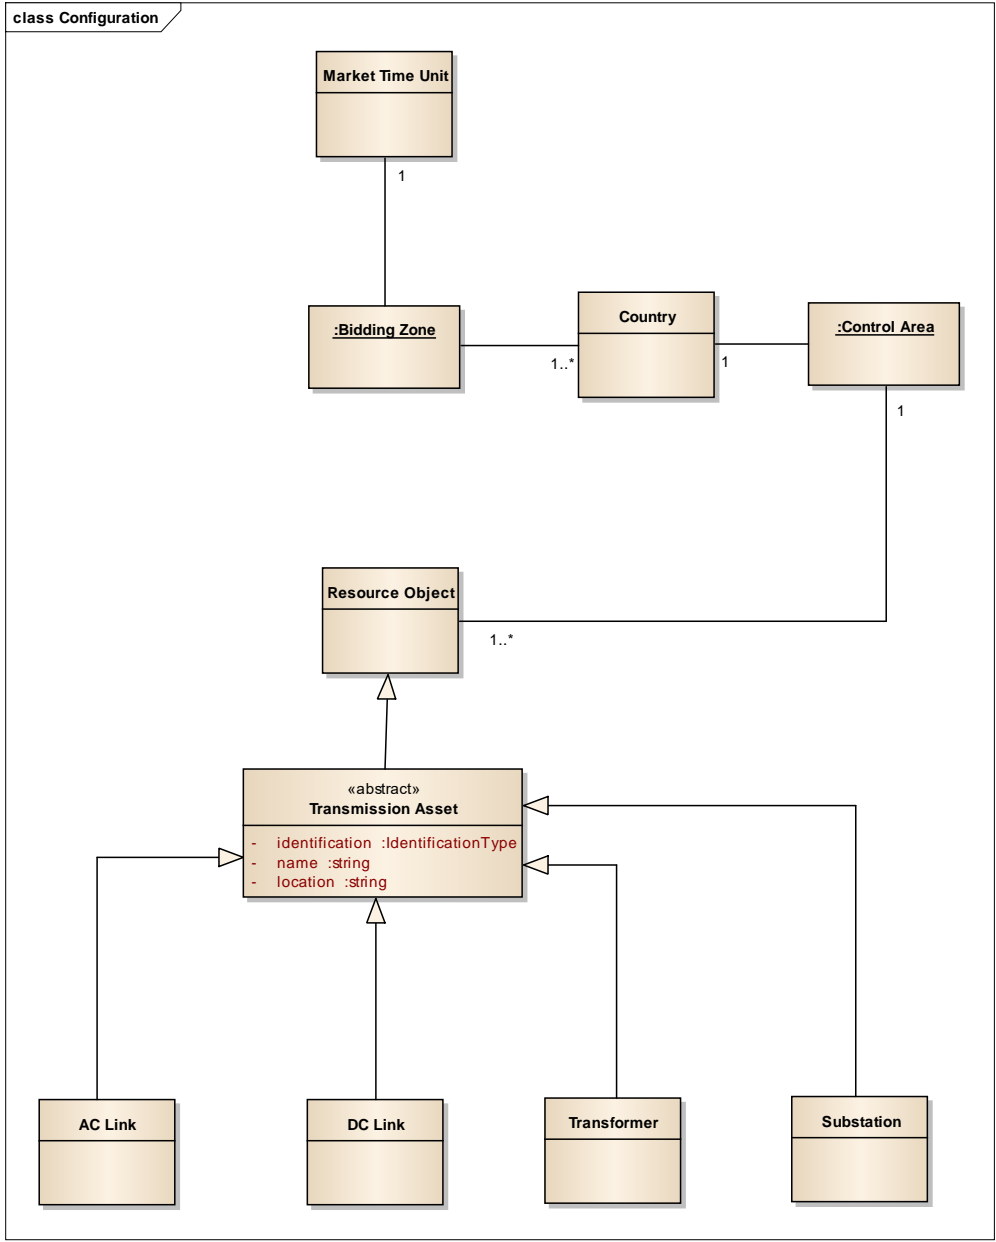 class Configuration
Market Time Unit
1
:Bidding Zone
1..*
Country
1
:Control Area
1
Resource Object
1..*
«abstract»
Transmission Asset
- identification :IdentificationType
- name :string
- location :string
AC Link
DC Link
Transformer
Substation